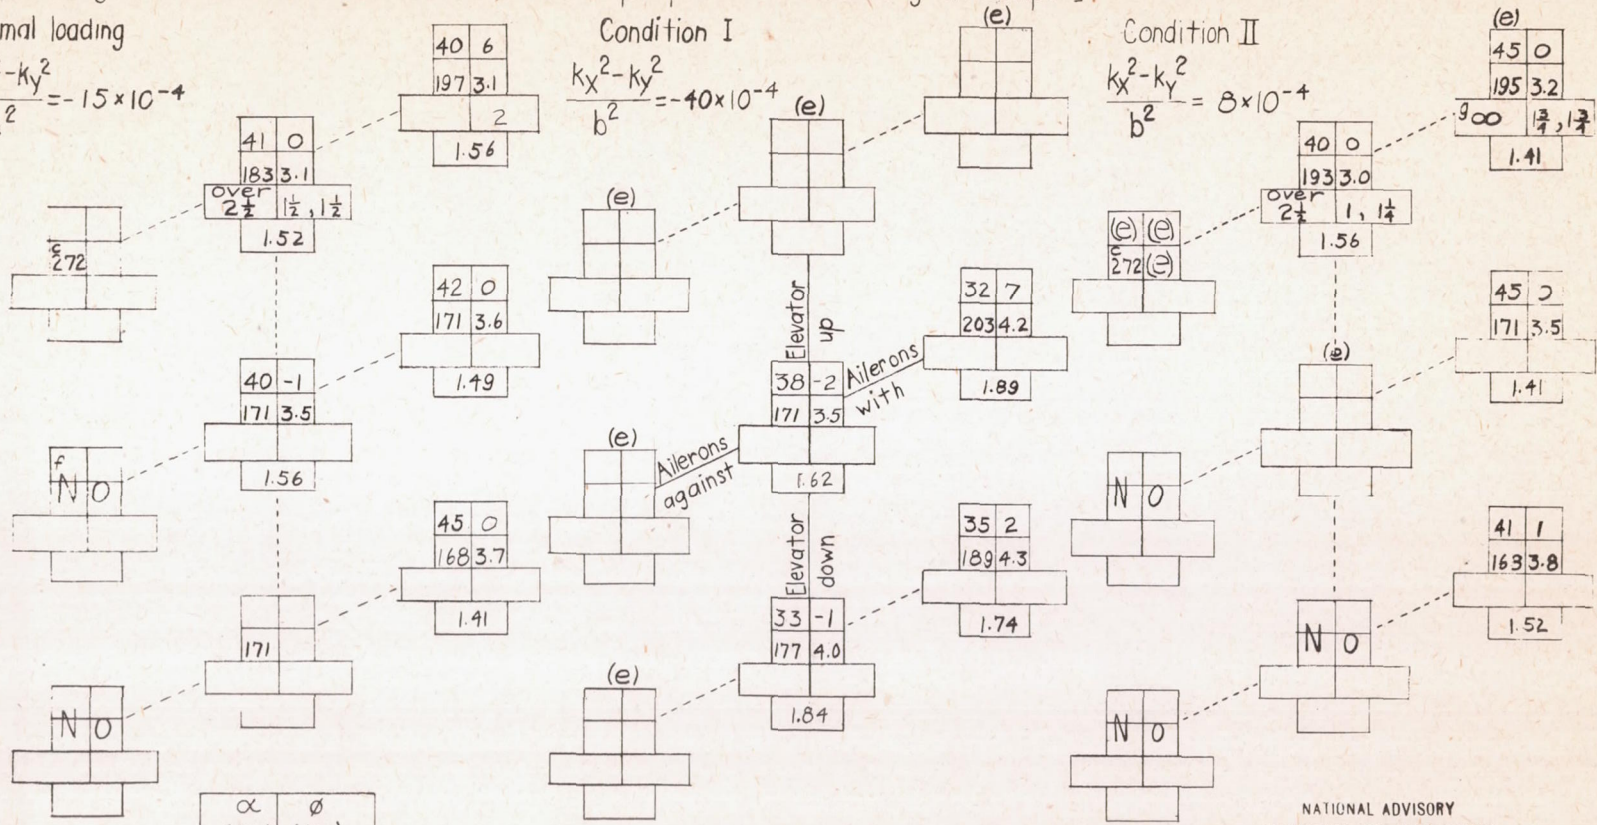 mal loading
-ky²
²
=-15×10⁻⁴
c
272
f
N O
N O
41 0
183 3.1
over
2½ 1½, 1½
1.52
40 -1
171 3.5
1.56
171
40 6
197 3.1
2
1.56
42 0
171 3.6
1.49
45 0
168 3.7
1.41
α ø
Condition I
kx²-ky²
b²
=-40×10⁻⁴
(e)
(e)
(e)
(e)
(e)
Elevator
up
38 -2
171 3.5
1.62
Ailerons
with
Ailerons
against
Elevator
down
33 -1
177 4.0
1.84
32 7
203 4.2
1.89
35 2
189 4.3
1.74
Condition II
kx²-ky²
b²
= 8×10⁻⁴
(e) (e)
c
272 (e)
N O
N O
40 0
193 3.0
over
2½ 1, 1¼
1.56
(e)
N O
(e)
45 0
195 3.2
g∞ 1¾, 1¾
1.41
45
171 3.5
1.41
41 1
163 3.8
1.52
NATIONAL ADVISORY